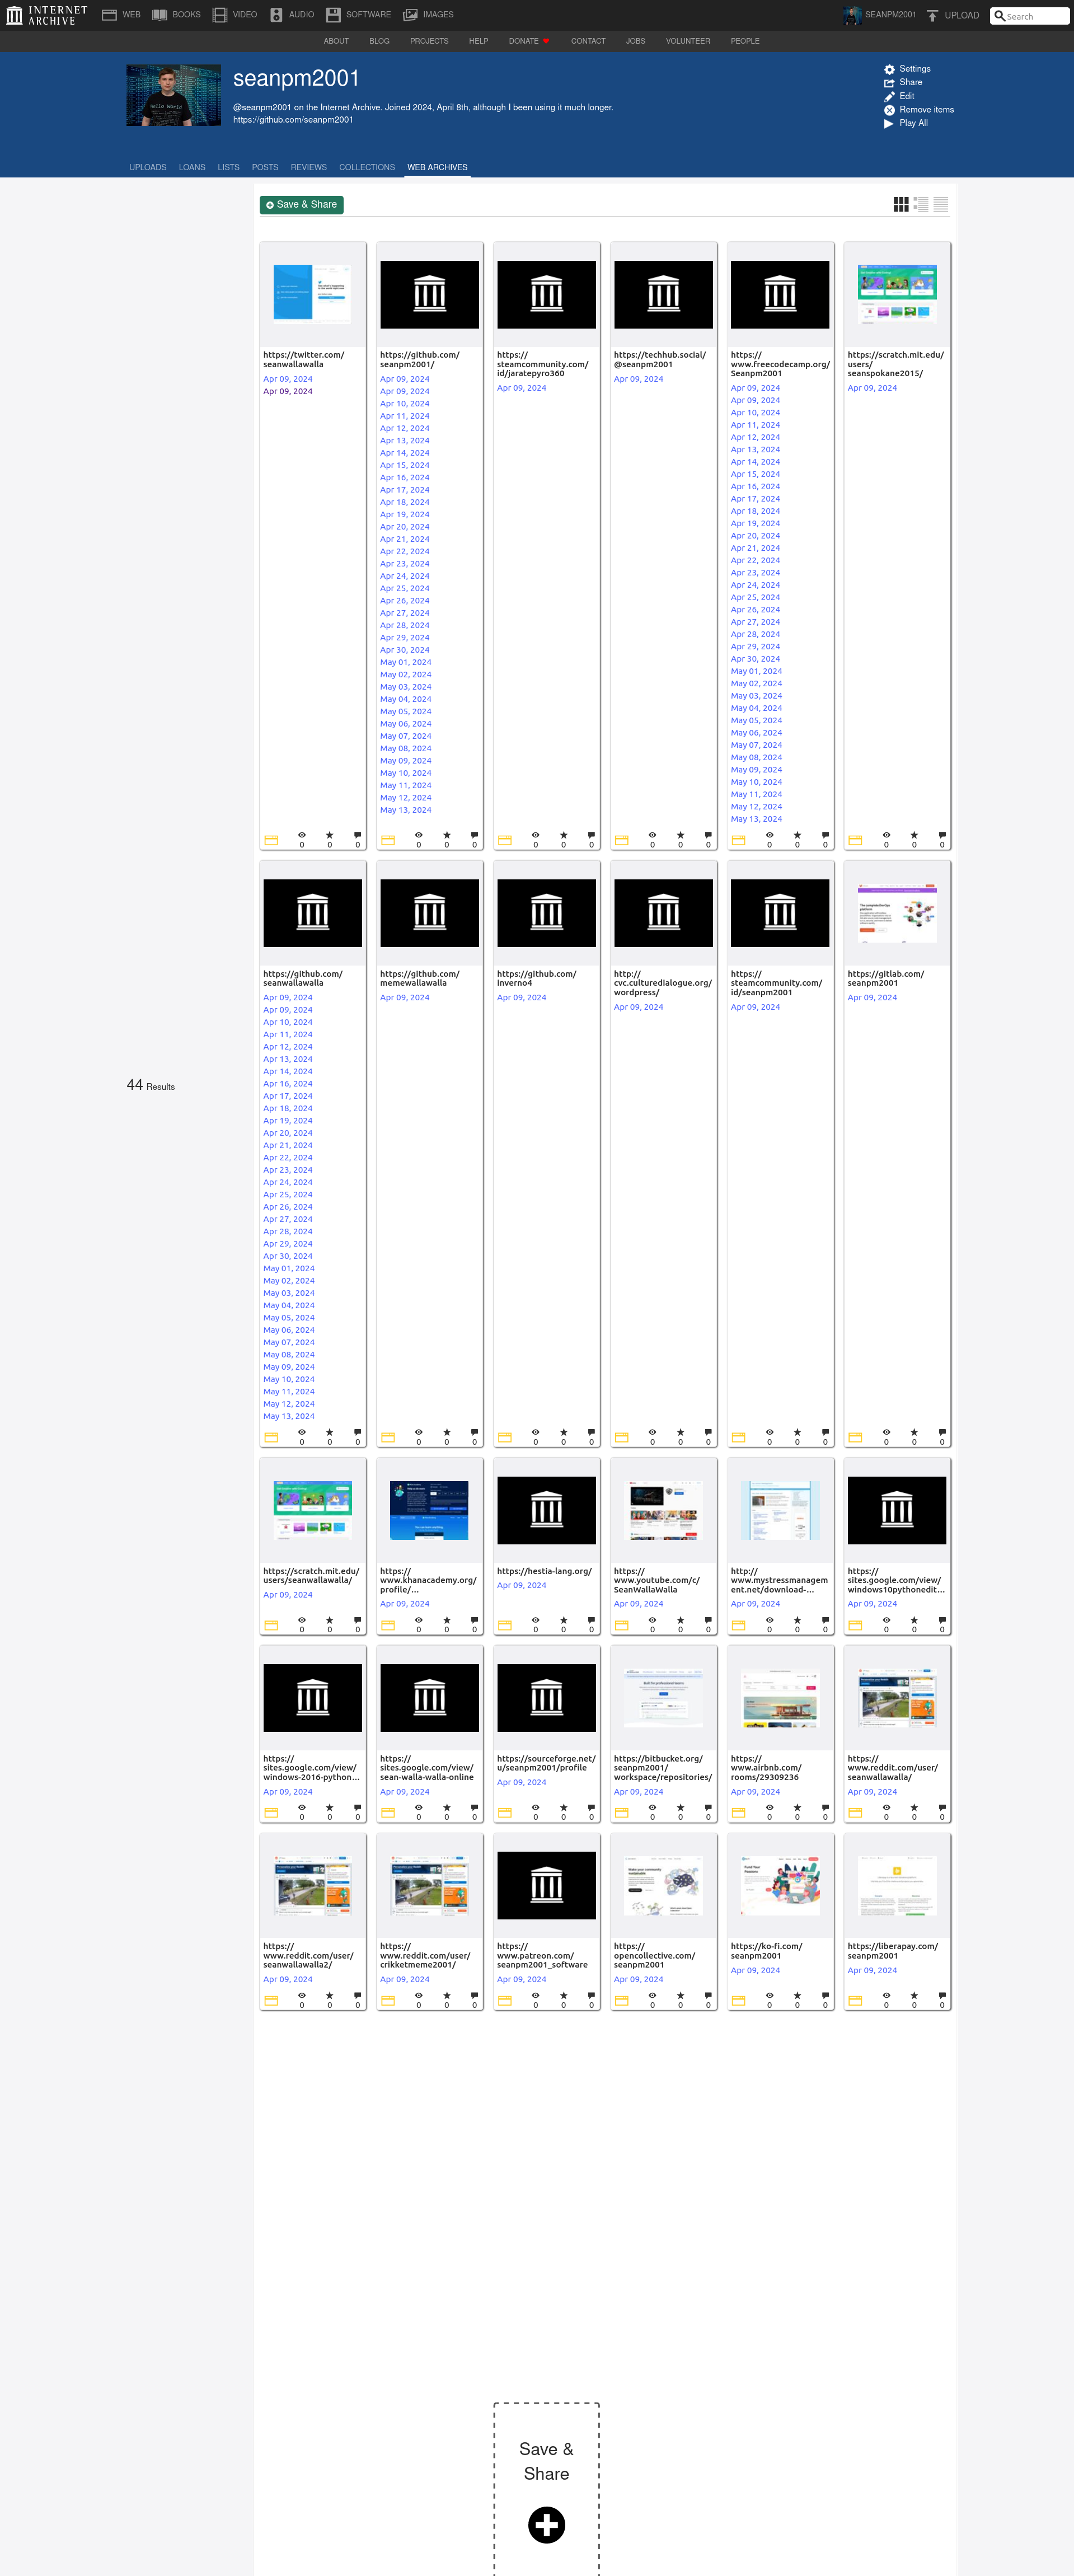 INTERNET ARCHIVE
WEB BOOKS VIDEO AUDIO SOFTWARE IMAGES SEANPM2001 UPLOAD Search
ABOUT BLOG PROJECTS HELP DONATE CONTACT JOBS VOLUNTEER PEOPLE
seanpm2001
@seanpm2001 on the Internet Archive. Joined 2024, April 8th, although I been using it much longer.
https://github.com/seanpm2001
Settings
Share
Edit
Remove items
Play All
UPLOADS LOANS LISTS POSTS REVIEWS COLLECTIONS WEB ARCHIVES
Save & Share
44 Results
https://twitter.com/
seanwallawalla
Apr 09, 2024
Apr 09, 2024
0 0 0
https://github.com/
seanpm2001/
Apr 09, 2024
Apr 09, 2024
Apr 10, 2024
Apr 11, 2024
Apr 12, 2024
Apr 13, 2024
Apr 14, 2024
Apr 15, 2024
Apr 16, 2024
Apr 17, 2024
Apr 18, 2024
Apr 19, 2024
Apr 20, 2024
Apr 21, 2024
Apr 22, 2024
Apr 23, 2024
Apr 24, 2024
Apr 25, 2024
Apr 26, 2024
Apr 27, 2024
Apr 28, 2024
Apr 29, 2024
Apr 30, 2024
May 01, 2024
May 02, 2024
May 03, 2024
May 04, 2024
May 05, 2024
May 06, 2024
May 07, 2024
May 08, 2024
May 09, 2024
May 10, 2024
May 11, 2024
May 12, 2024
May 13, 2024
0 0 0
https://
steamcommunity.com/
id/jaratepyro360
Apr 09, 2024
0 0 0
https://techhub.social/
@seanpm2001
Apr 09, 2024
0 0 0
https://
www.freecodecamp.org/
Seanpm2001
Apr 09, 2024
Apr 09, 2024
Apr 10, 2024
Apr 11, 2024
Apr 12, 2024
Apr 13, 2024
Apr 14, 2024
Apr 15, 2024
Apr 16, 2024
Apr 17, 2024
Apr 18, 2024
Apr 19, 2024
Apr 20, 2024
Apr 21, 2024
Apr 22, 2024
Apr 23, 2024
Apr 24, 2024
Apr 25, 2024
Apr 26, 2024
Apr 27, 2024
Apr 28, 2024
Apr 29, 2024
Apr 30, 2024
May 01, 2024
May 02, 2024
May 03, 2024
May 04, 2024
May 05, 2024
May 06, 2024
May 07, 2024
May 08, 2024
May 09, 2024
May 10, 2024
May 11, 2024
May 12, 2024
May 13, 2024
0 0 0
https://scratch.mit.edu/
users/
seanspokane2015/
Apr 09, 2024
0 0 0
https://github.com/
seanwallawalla
Apr 09, 2024
Apr 09, 2024
Apr 10, 2024
Apr 11, 2024
Apr 12, 2024
Apr 13, 2024
Apr 14, 2024
Apr 16, 2024
Apr 17, 2024
Apr 18, 2024
Apr 19, 2024
Apr 20, 2024
Apr 21, 2024
Apr 22, 2024
Apr 23, 2024
Apr 24, 2024
Apr 25, 2024
Apr 26, 2024
Apr 27, 2024
Apr 28, 2024
Apr 29, 2024
Apr 30, 2024
May 01, 2024
May 02, 2024
May 03, 2024
May 04, 2024
May 05, 2024
May 06, 2024
May 07, 2024
May 08, 2024
May 09, 2024
May 10, 2024
May 11, 2024
May 12, 2024
May 13, 2024
0 0 0
https://github.com/
memewallawalla
Apr 09, 2024
0 0 0
https://github.com/
inverno4
Apr 09, 2024
0 0 0
http://
cvc.culturedialogue.org/
wordpress/
Apr 09, 2024
0 0 0
https://
steamcommunity.com/
id/seanpm2001
Apr 09, 2024
0 0 0
https://gitlab.com/
seanpm2001
Apr 09, 2024
0 0 0
https://scratch.mit.edu/
users/seanwallawalla/
Apr 09, 2024
0 0 0
https://
www.khanacademy.org/
profile/…
Apr 09, 2024
0 0 0
https://hestia-lang.org/
Apr 09, 2024
0 0 0
https://
www.youtube.com/c/
SeanWallaWalla
Apr 09, 2024
0 0 0
http://
www.mystressmanagem
ent.net/download-…
Apr 09, 2024
0 0 0
https://
sites.google.com/view/
windows10pythonedit…
Apr 09, 2024
0 0 0
https://
sites.google.com/view/
windows-2016-python…
Apr 09, 2024
0 0 0
https://
sites.google.com/view/
sean-walla-walla-online
Apr 09, 2024
0 0 0
https://sourceforge.net/
u/seanpm2001/profile
Apr 09, 2024
0 0 0
https://bitbucket.org/
seanpm2001/
workspace/repositories/
Apr 09, 2024
0 0 0
https://
www.airbnb.com/
rooms/29309236
Apr 09, 2024
0 0 0
https://
www.reddit.com/user/
seanwallawalla/
Apr 09, 2024
0 0 0
https://
www.reddit.com/user/
seanwallawalla2/
Apr 09, 2024
0 0 0
https://
www.reddit.com/user/
crikketmeme2001/
Apr 09, 2024
0 0 0
https://
www.patreon.com/
seanpm2001_software
Apr 09, 2024
0 0 0
https://
opencollective.com/
seanpm2001
Apr 09, 2024
0 0 0
https://ko-fi.com/
seanpm2001
Apr 09, 2024
0 0 0
https://liberapay.com/
seanpm2001
Apr 09, 2024
0 0 0
Save &
Share